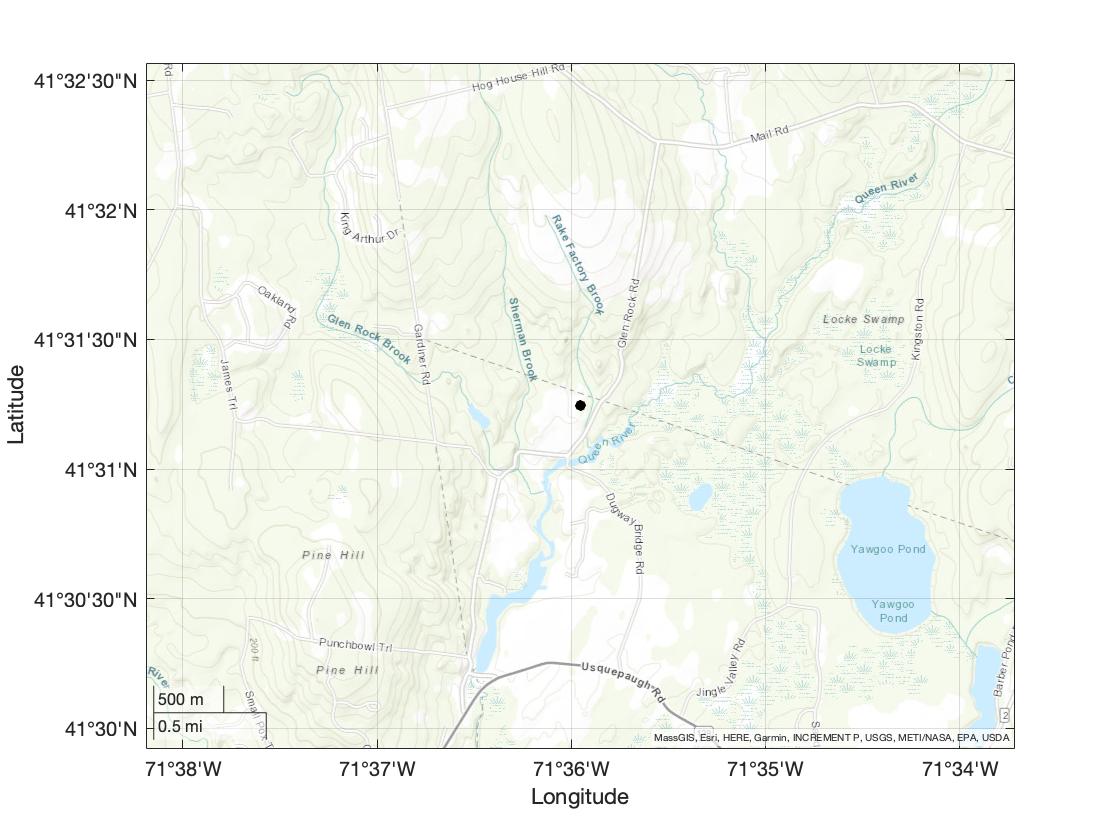 41°32'30"N
41°32'N
41°31'30"N
41°31'N
41°30'30"N
41°30'N
Latitude
Rd
Hog House Hill Rd
Mail Rd
Queen River
King Arthur Dr
Rake Factory Brook
Oakland Rd
Glen Rock Brook
Gardiner Rd
Sherman Brook
Glen Rock Rd
Locke Swamp
Locke
Swamp
Kingston Rd
James Trl
Queen River
Dugway Bridge Rd
Pine Hill
Yawgoo Pond
Yawgoo
Pond
Punchbowl Trl
200 ft
Pine Hill
River
Usquepaugh Rd
Jingle Valley Rd
Barber Pond
2
Small Pox T
500 m
0.5 mi
MassGIS, Esri, HERE, Garmin, INCREMENT P, USGS, METI/NASA, EPA, USDA
71°38'W
71°37'W
71°36'W
71°35'W
71°34'W
Longitude